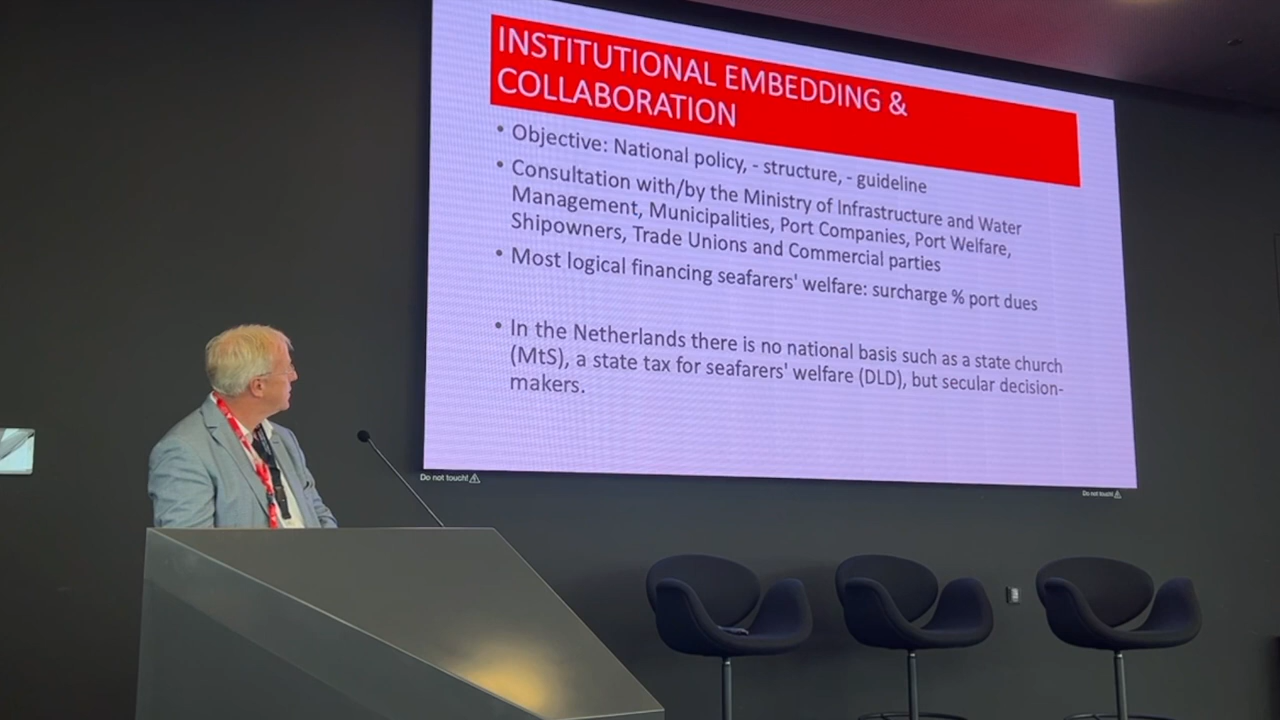 INSTITUTIONAL EMBEDDING &
COLLABORATION
• Objective: National policy, - structure, - guideline
• Consultation with/by the Ministry of Infrastructure and Water
Management, Municipalities, Port Companies, Port Welfare,
Shipowners, Trade Unions and Commercial parties
• Most logical financing seafarers' welfare: surcharge % port dues
• In the Netherlands there is no national basis such as a state church
(MtS), a state tax for seafarers' welfare (DLD), but secular decision-
makers.
Do not touch!
Do not touch!